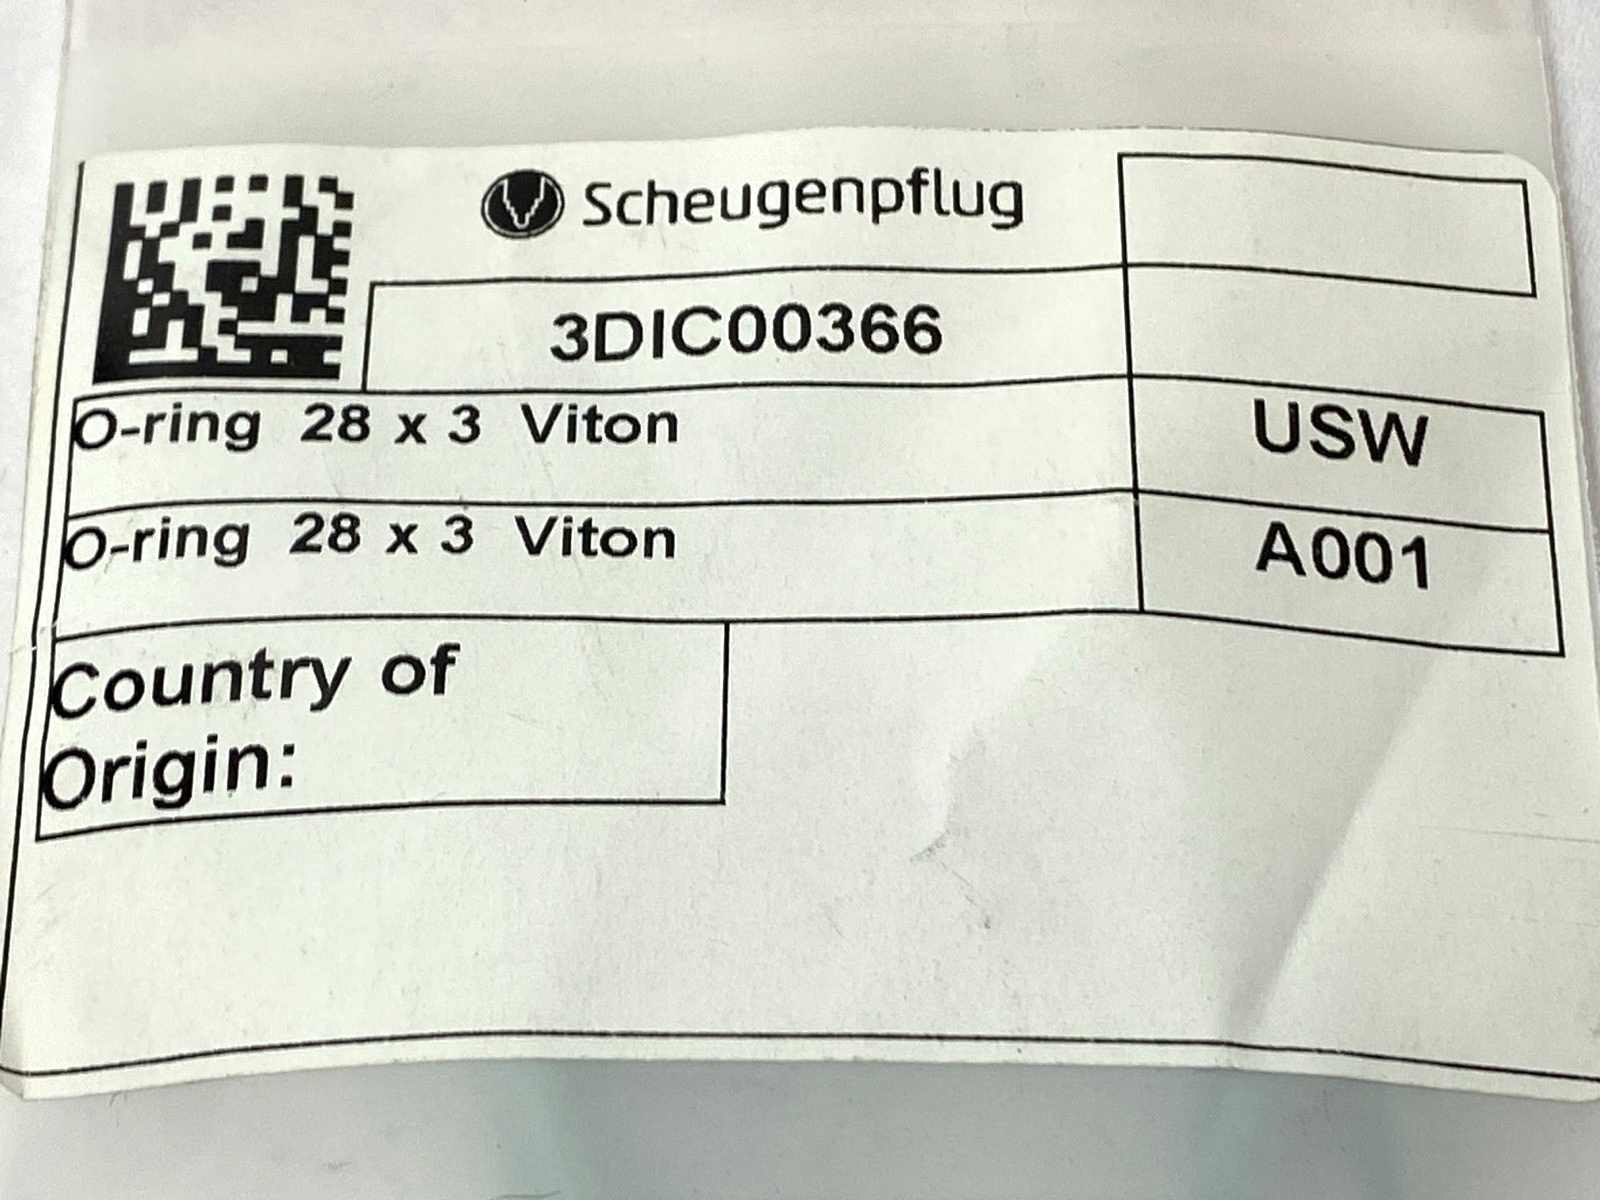 Scheugenpflug
3DIC00366
O-ring 28 x 3 Viton
USW
O-ring 28 x 3 Viton
A001
Country of
Origin: